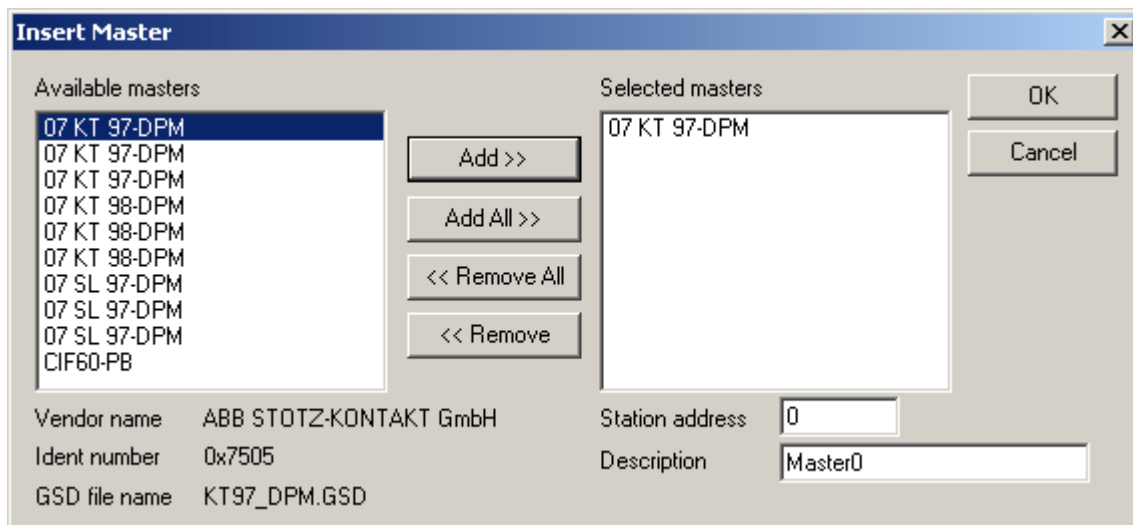 Insert Master
Available masters
07 KT 97-DPM
07 KT 97-DPM
07 KT 97-DPM
07 KT 98-DPM
07 KT 98-DPM
07 KT 98-DPM
07 SL 97-DPM
07 SL 97-DPM
07 SL 97-DPM
CIF60-PB
Add >>
Add All >>
<< Remove All
<< Remove
Selected masters
07 KT 97-DPM
OK
Cancel
Vendor name ABB STOTZ-KONTAKT GmbH
Ident number 0x7505
GSD file name KT97_DPM.GSD
Station address 0
Description Master0